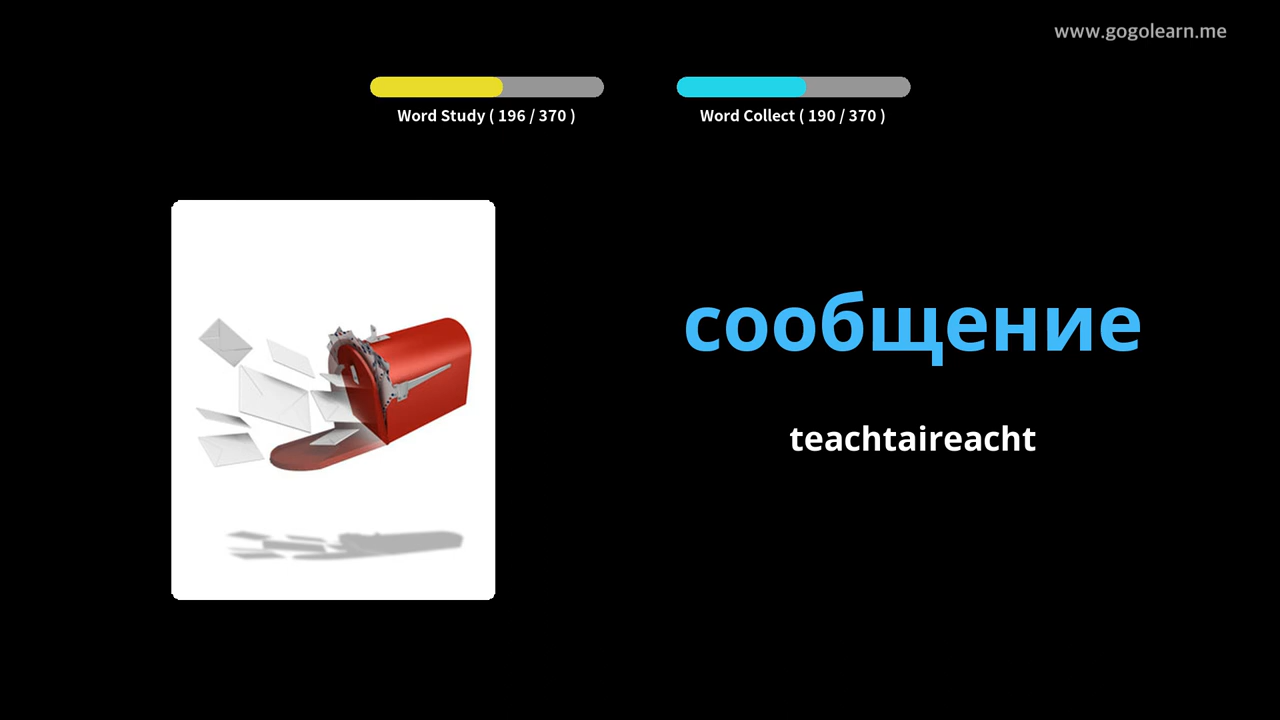 www.gogolearn.me
Word Study ( 196 / 370 )
Word Collect ( 190 / 370 )
сообщение
teachtaireacht